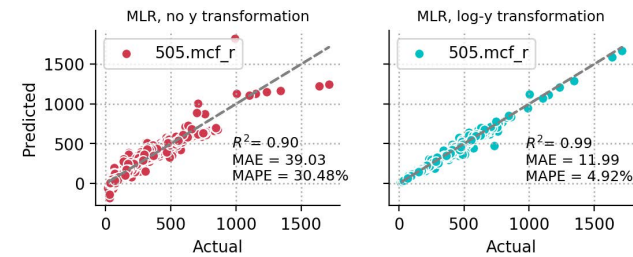 MLR, no y transformation
505.mcf_r
1500
1000
500
0
Predicted
R²= 0.90
MAE = 39.03
MAPE = 30.48%
0 500 1000 1500
Actual
MLR, log-y transformation
505.mcf_r
R²= 0.99
MAE = 11.99
MAPE = 4.92%
0 500 1000 1500
Actual